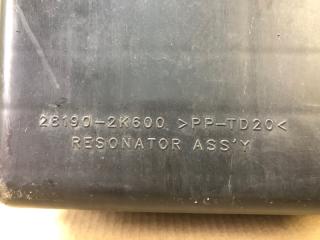 28190-2K600 >PP-TD20<
RESONATOR ASS'Y